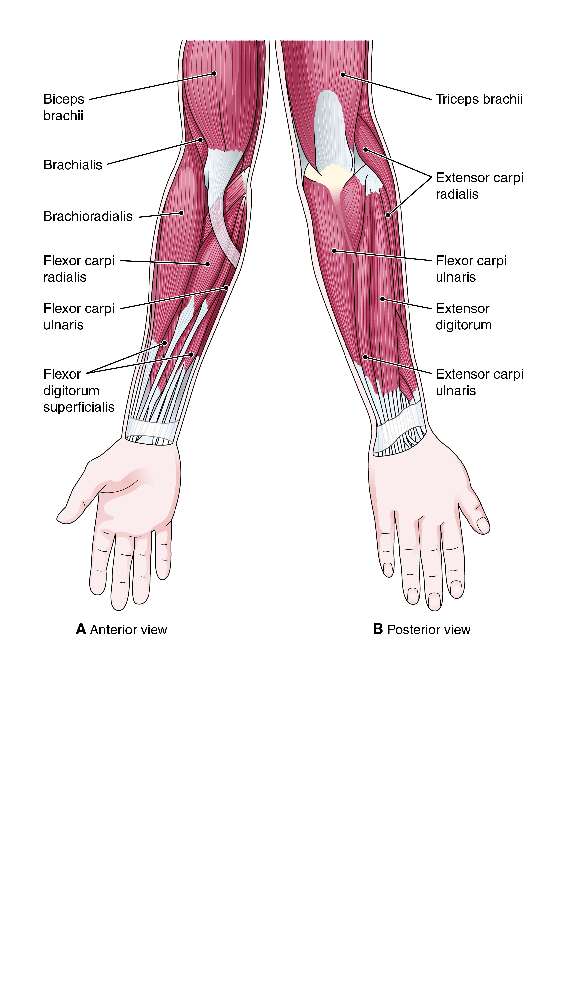 Biceps
brachii
Brachialis
Brachioradialis
Flexor carpi
radialis
Flexor carpi
ulnaris
Flexor
digitorum
superficialis
A Anterior view
Triceps brachii
Extensor carpi
radialis
Flexor carpi
ulnaris
Extensor
digitorum
Extensor carpi
ulnaris
B Posterior view